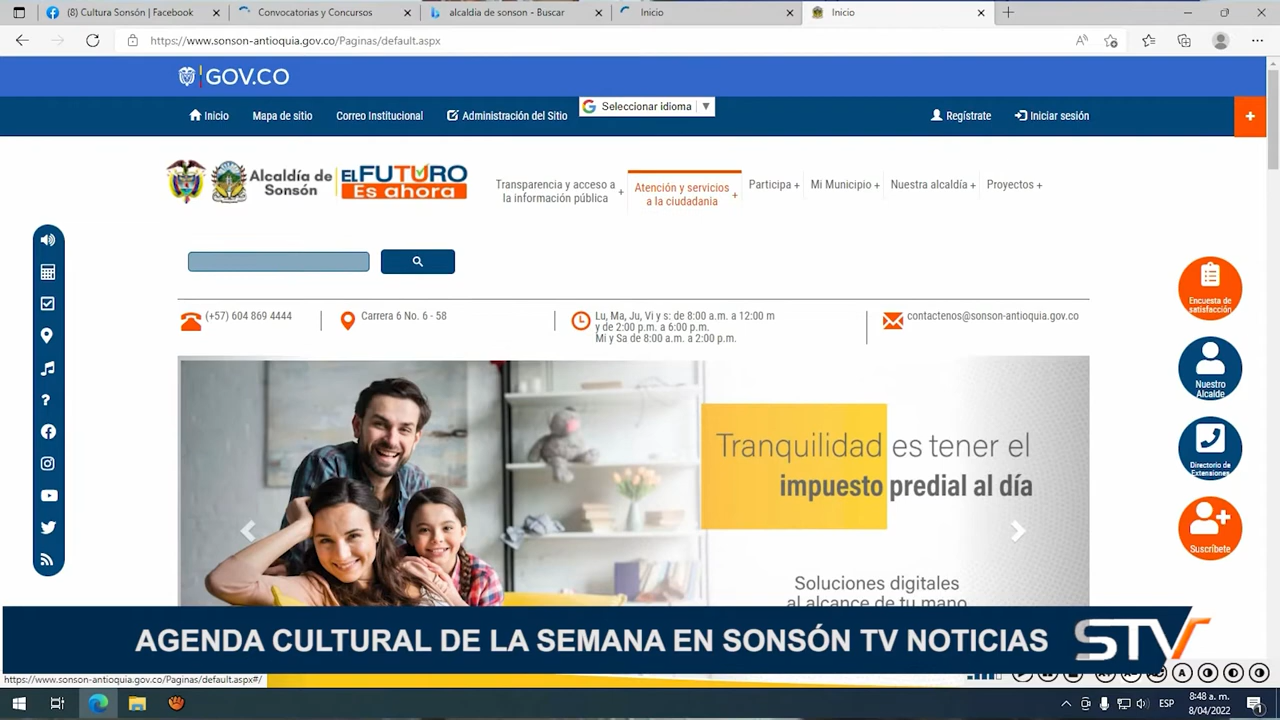 (8) Cultura Sonsón | Facebook
Convocatorias y Concursos
alcaldia de sonson - Buscar
Inicio
Inicio
https://www.sonson-antioquia.gov.co/Paginas/default.aspx
GOV.CO
Inicio
Mapa de sitio
Correo Institucional
Administración del Sitio
Seleccionar idioma
Regístrate
Iniciar sesión
Alcaldía de
Sonsón
EL FUTURO
Es ahora
Transparencia y acceso a
la información pública
Atención y servicios
a la ciudadania
Participa +
Mi Municipio +
Nuestra alcaldía +
Proyectos +
(+57) 604 869 4444
Carrera 6 No. 6 - 58
Lu, Ma, Ju, Vi y s: de 8:00 a.m. a 12:00 m
y de 2:00 p.m. a 6:00 p.m.
Mi y Sa de 8:00 a.m. a 2:00 p.m.
contactenos@sonson-antioquia.gov.co
Encuesta de
satisfacción
Nuestro
Alcalde
Directorio de
Extensiones
Suscríbete
Tranquilidad es tener el
impuesto predial al día
Soluciones digitales
al alcance de tu mano
AGENDA CULTURAL DE LA SEMANA EN SONSÓN TV NOTICIAS
STV
https://www.sonson-antioquia.gov.co/Paginas/default.aspx#/
ESP
8:48 a. m.
8/04/2022